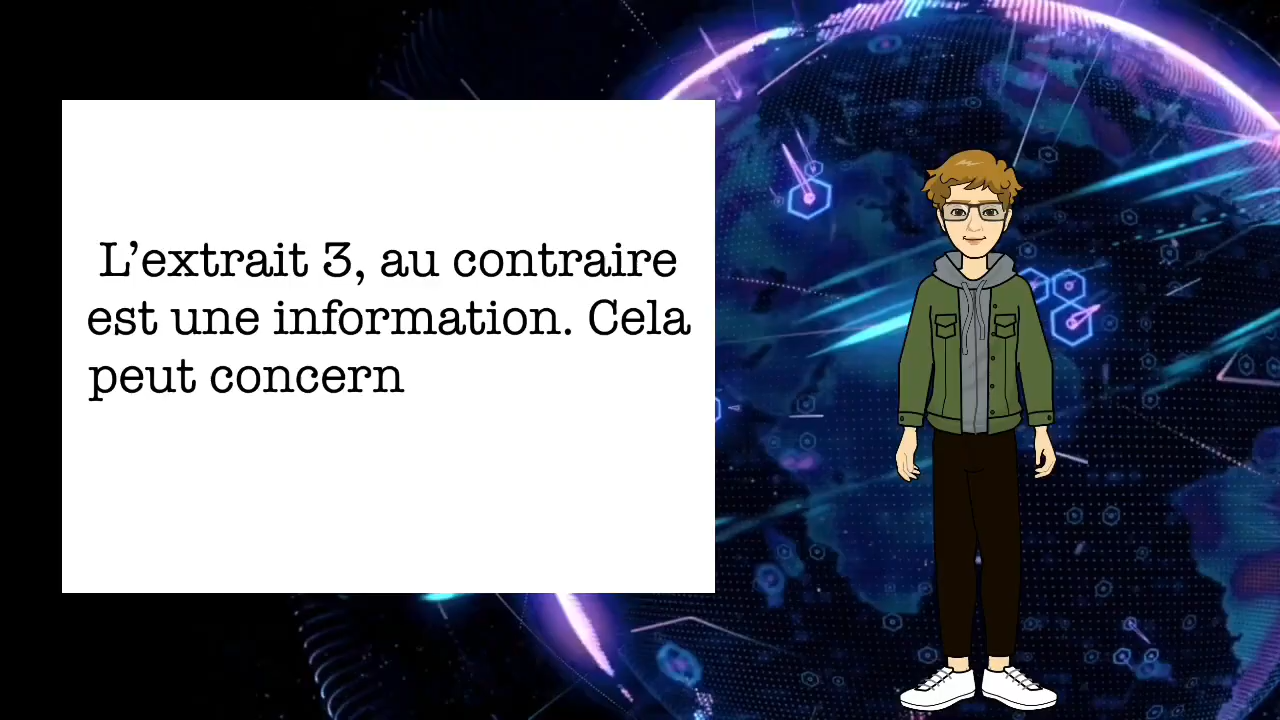 L’extrait 3, au contraire
est une information. Cela
peut concern